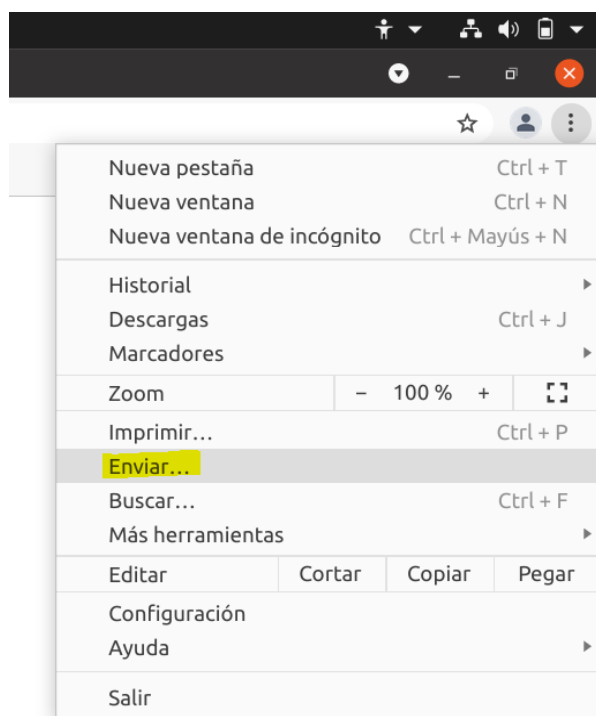 Nueva pestaña Ctrl + T
Nueva ventana Ctrl + N
Nueva ventana de incógnito Ctrl + Mayús + N
Historial
Descargas Ctrl + J
Marcadores
Zoom - 100 % +
Imprimir... Ctrl + P
Enviar...
Buscar... Ctrl + F
Más herramientas
Editar Cortar Copiar Pegar
Configuración
Ayuda
Salir